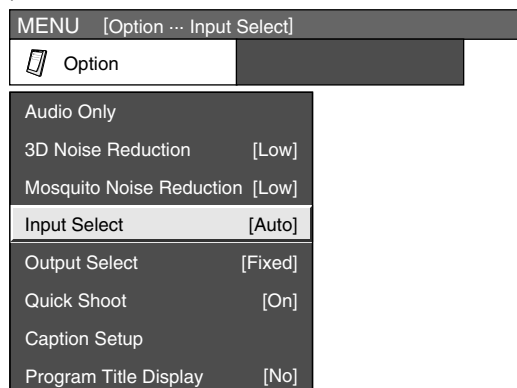 MENU [Option ··· Input Select]
Option
Audio Only
3D Noise Reduction [Low]
Mosquito Noise Reduction [Low]
Input Select [Auto]
Output Select [Fixed]
Quick Shoot [On]
Caption Setup
Program Title Display [No]